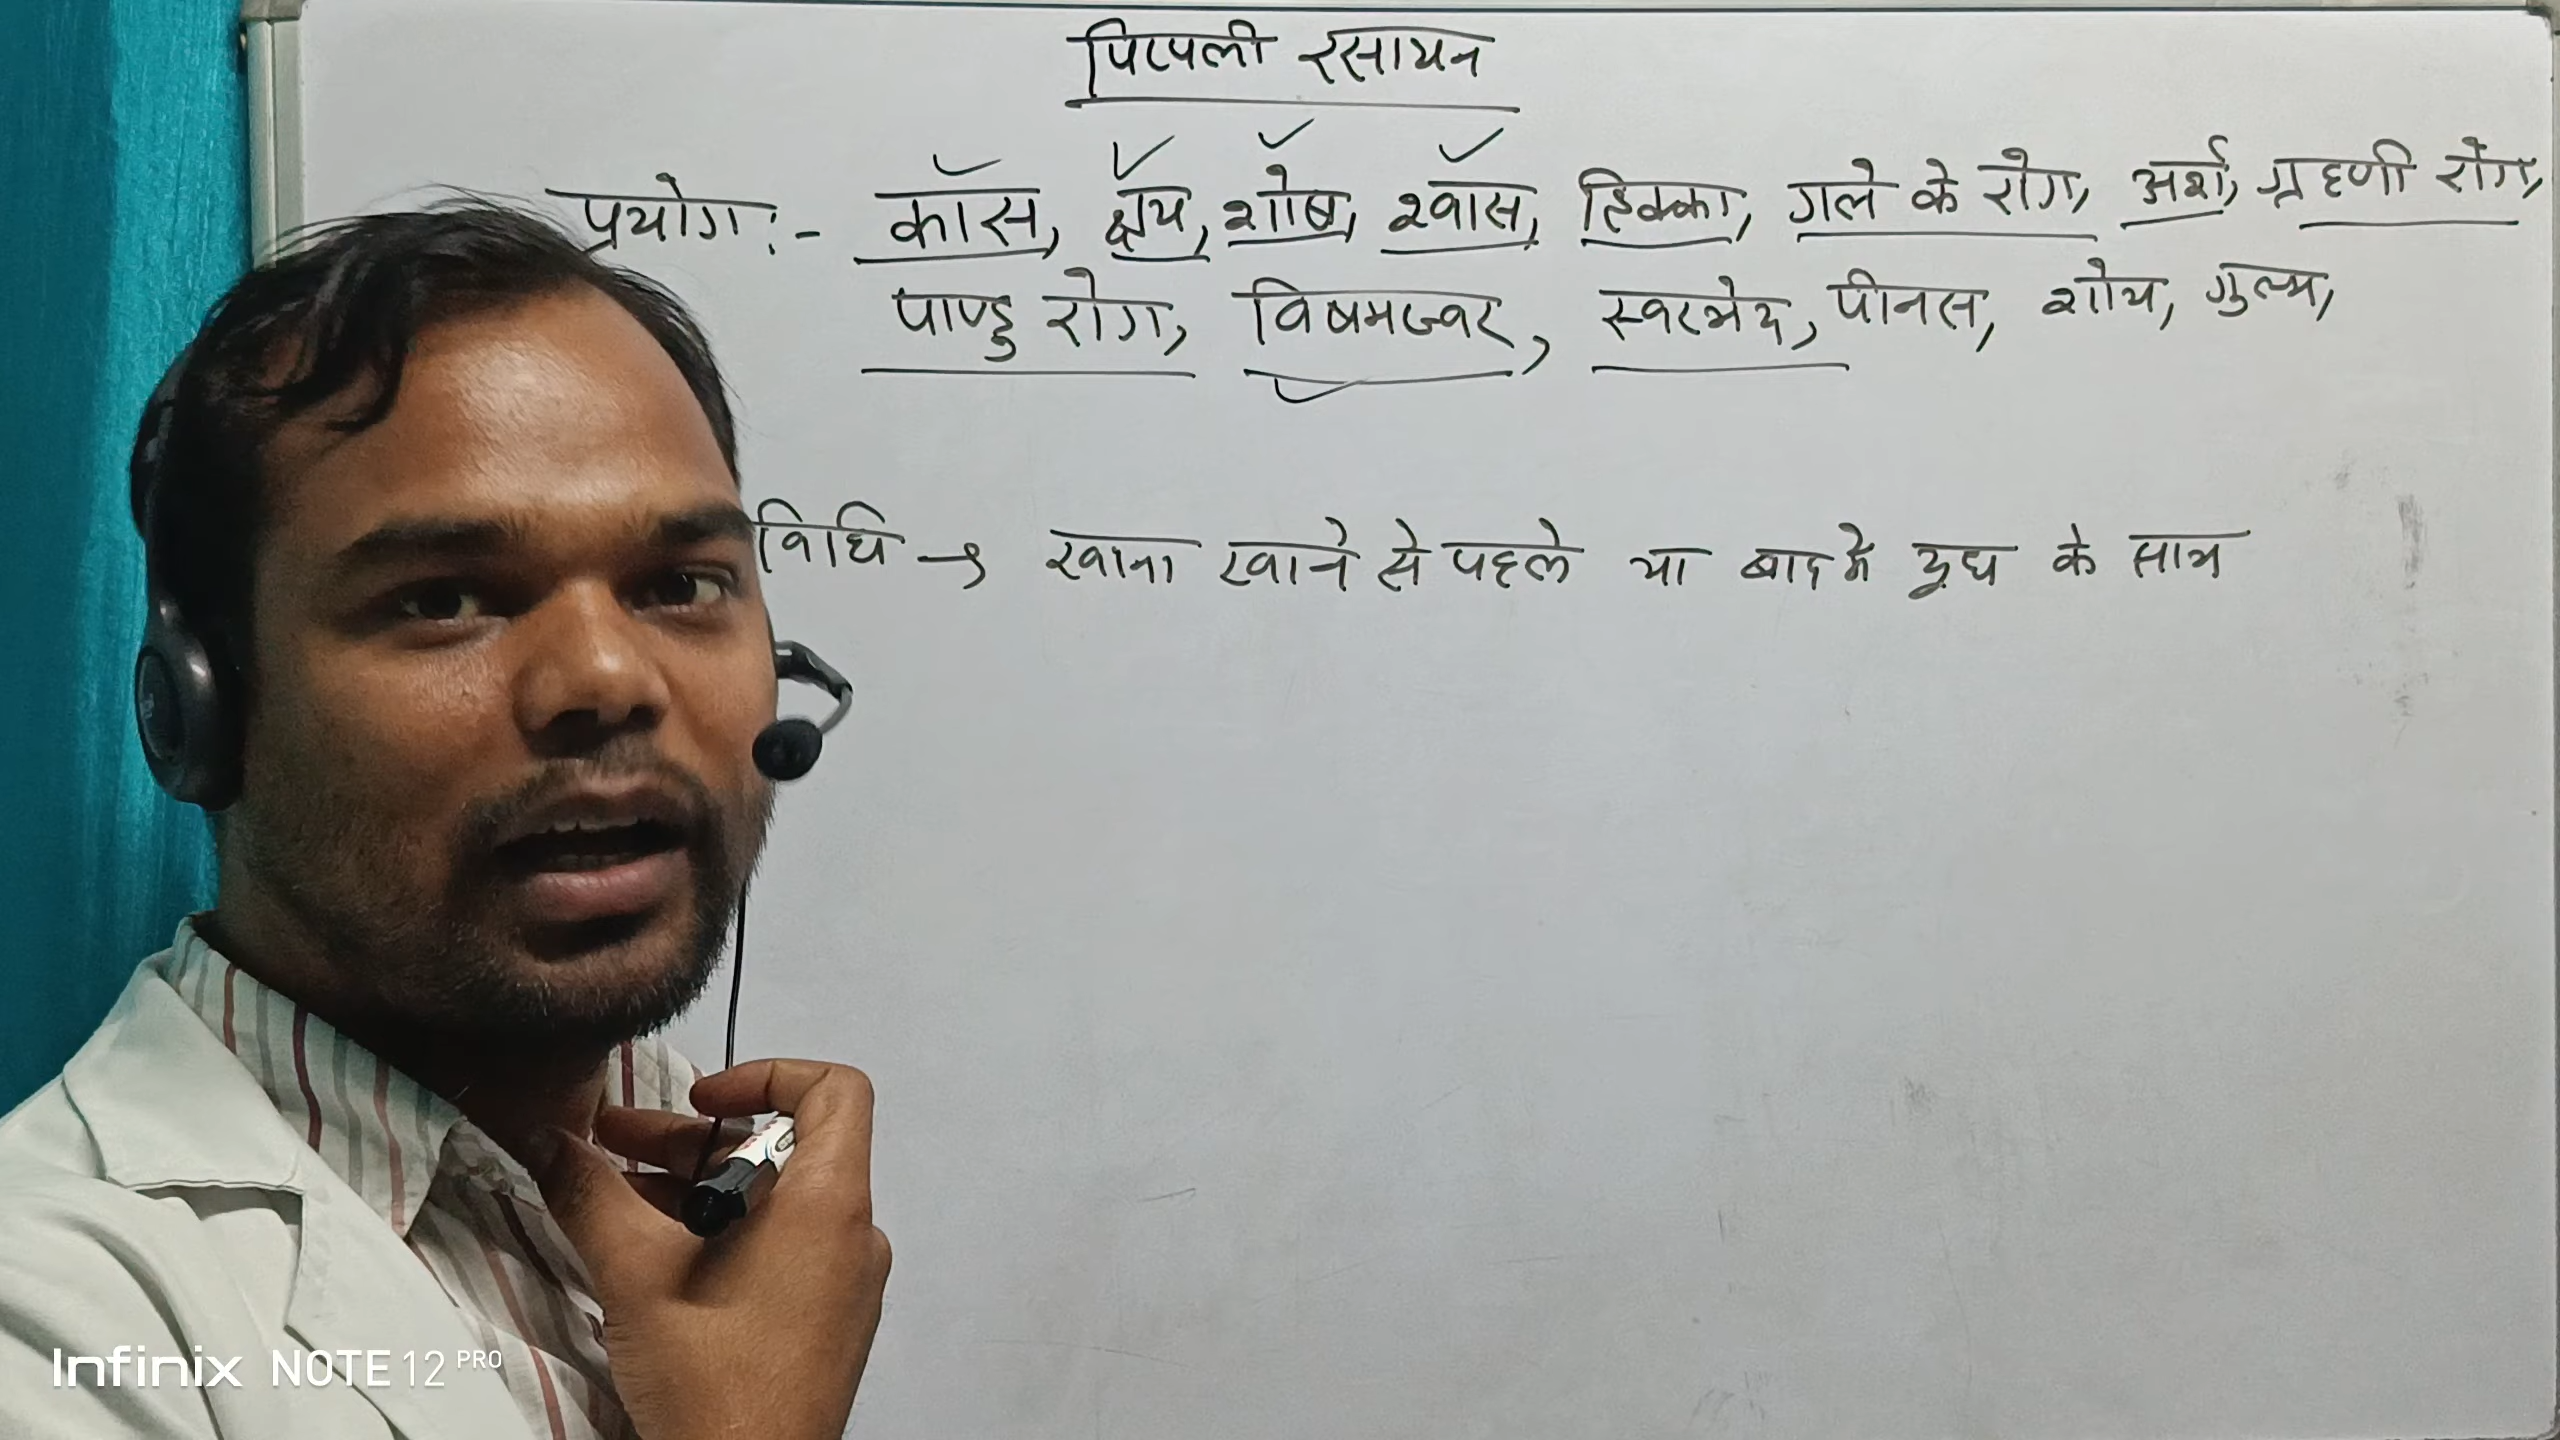 पिप्पली रसायन
प्रयोग :- कॉस, क्षय, शोष, श्वास, हिक्का, गले के रोग, अर्श, ग्रहणी रोग,
पाण्डु रोग, विषमज्वर, स्वरभेद, पीनस, शोथ, गुल्म,
विधि → खाना खाने से पहले या बाद में दूध के साथ
Infinix NOTE 12 PRO